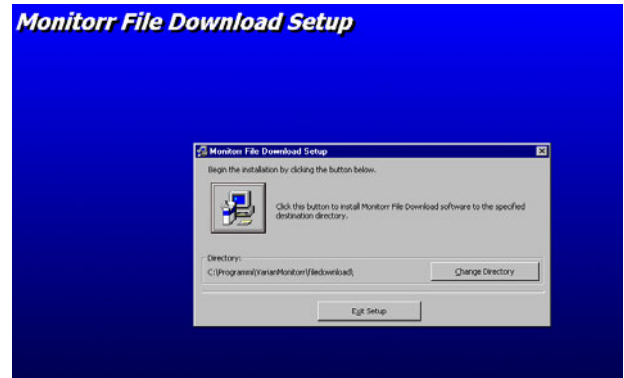 Monitorr File Download Setup
Monitorr File Download Setup
Begin the installation by clicking the button below.
Click this button to install Monitorr File Download software to the specified
destination directory.
Directory:
C:\Programmi\VarianMonitorr\filedownload\
Change Directory
Exit Setup